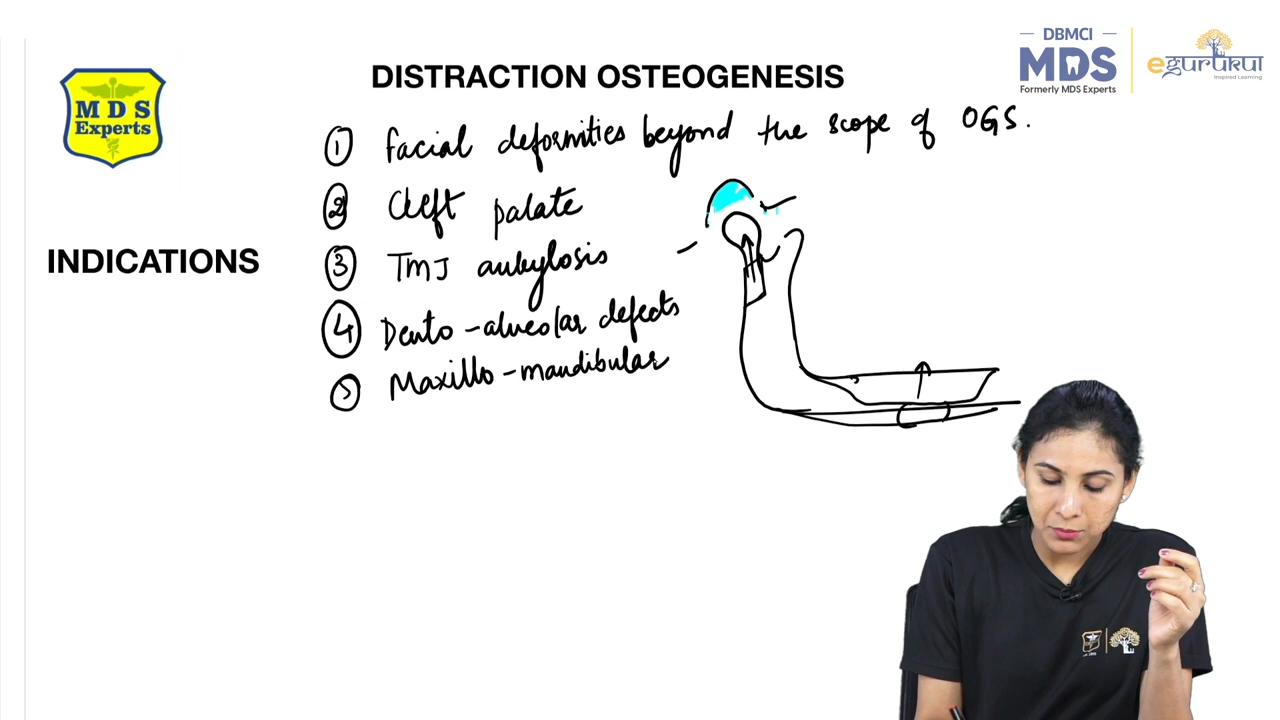 DBMCI
MDS
Formerly MDS Experts
egurukul
Inspired Learning
MDS
Experts
DISTRACTION OSTEOGENESIS
INDICATIONS
① facial deformities beyond the scope of OGS.
② Cleft palate
③ TMJ ankylosis
④ Dento-alveolar defects
⑤ Maxillo-mandibular